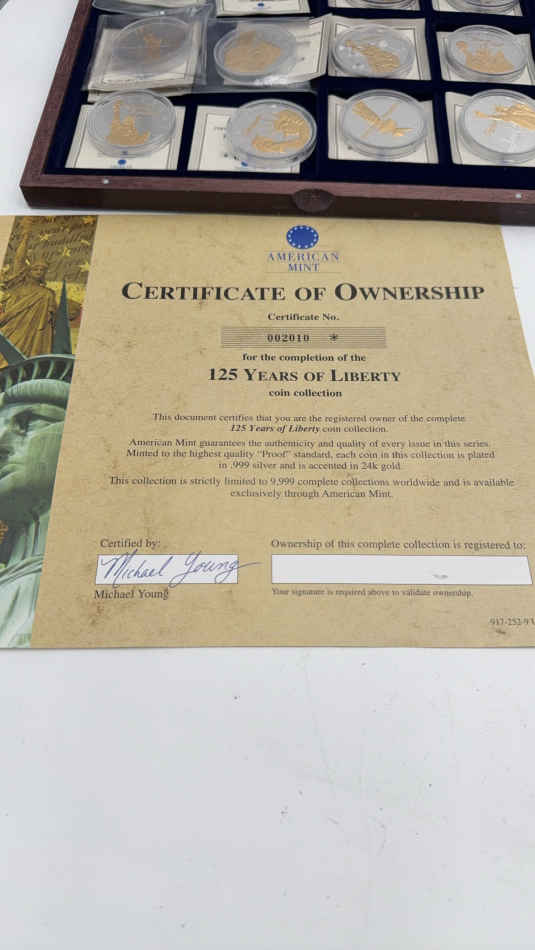 AMERICAN
MINT
CERTIFICATE OF OWNERSHIP
Certificate No.
002010 *
for the completion of the
125 YEARS OF LIBERTY
coin collection
This document certifies that you are the registered owner of the complete
125 Years of Liberty coin collection.
American Mint guarantees the authenticity and quality of every issue in this series.
Minted to the highest quality "Proof" standard, each coin in this collection is plated
in .999 silver and is accented in 24k gold.
This collection is strictly limited to 9,999 complete collections worldwide and is available
exclusively through American Mint.
Certified by:
Michael Young
Michael Young
Ownership of this complete collection is registered to:
Your signature is required above to validate ownership.
917-252-9